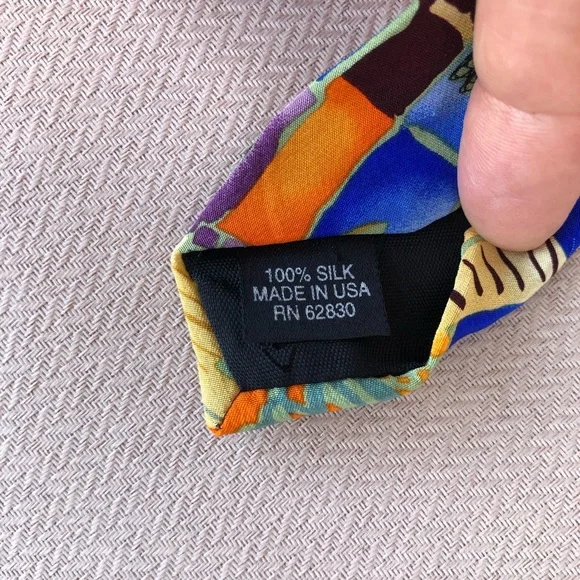 100% SILK
MADE IN USA
RN 62830